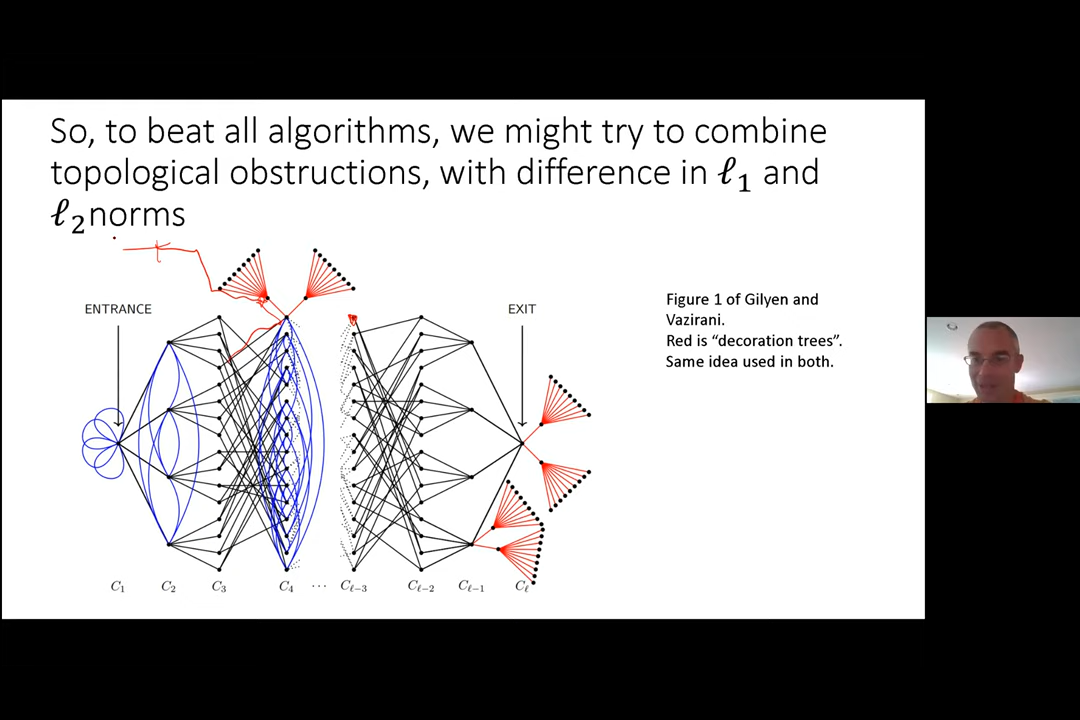 So, to beat all algorithms, we might try to combine
topological obstructions, with difference in ℓ₁ and
ℓ₂norms
ENTRANCE
EXIT
Figure 1 of Gilyen and
Vazirani.
Red is “decoration trees”.
Same idea used in both.
C₁ C₂ C₃ C₄ ⋯ Cℓ₋₃ Cℓ₋₂ Cℓ₋₁ Cℓ